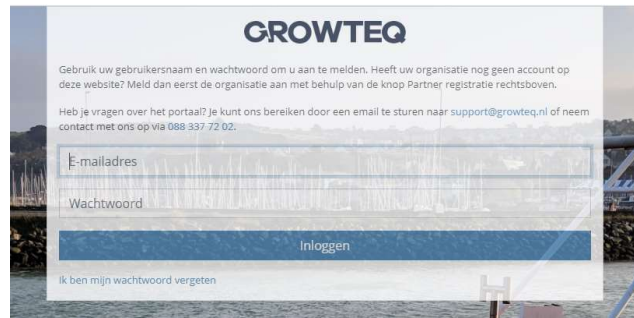 GROWTEQ
Gebruik uw gebruikersnaam en wachtwoord om u aan te melden. Heeft uw organisatie nog geen account op
deze website? Meld dan eerst de organisatie aan met behulp van de knop Partner registratie rechtsboven.
Heb je vragen over het portaal? Je kunt ons bereiken door een email te sturen naar support@growteq.nl of neem
contact met ons op via 088 337 72 02.
E-mailadres
Wachtwoord
Inloggen
Ik ben mijn wachtwoord vergeten